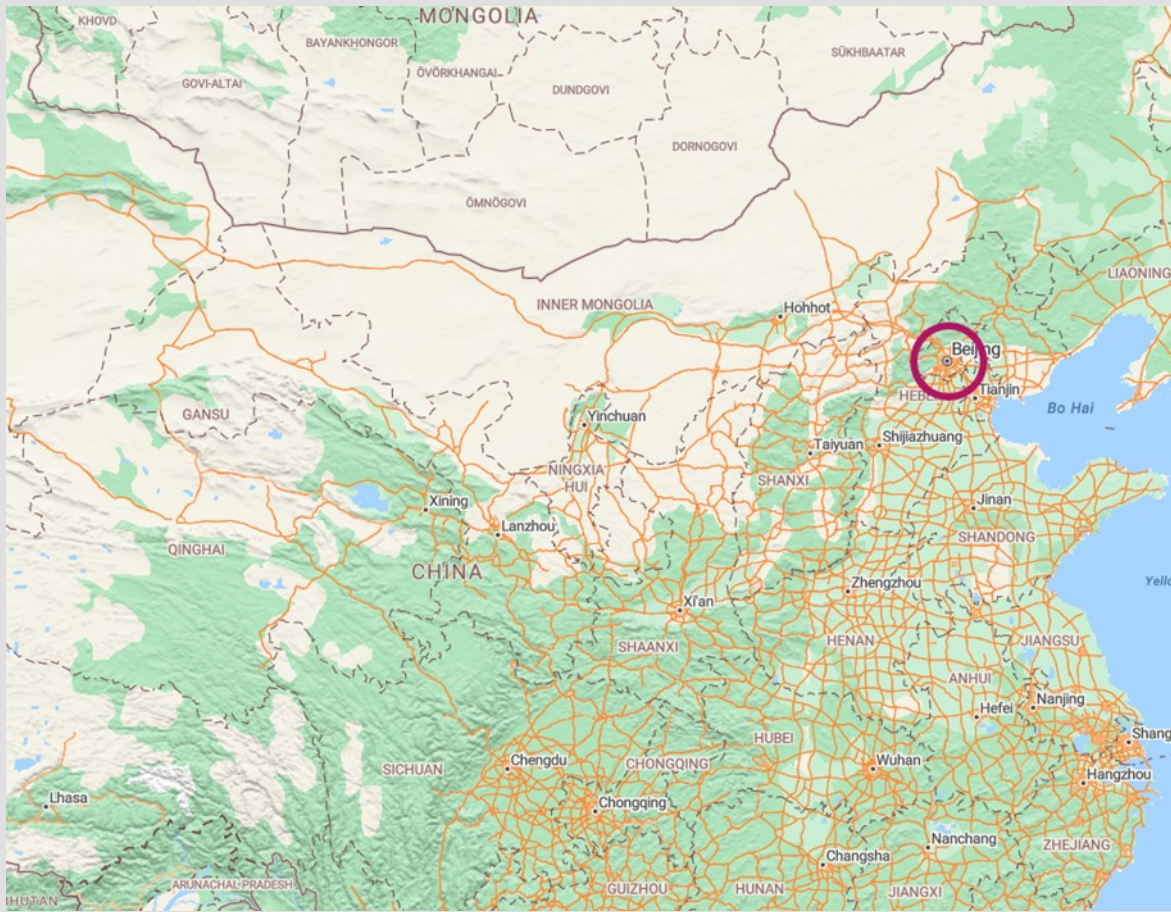 MONGOLIA
KHOVD
BAYANKHONGOR
SÜKHBAATAR
ÖVÖRKHANGAI
GOVI-ALTAI
DUNDGOVI
DORNOGOVI
ÖMNÖGOVI
LIAONING
INNER MONGOLIA
Hohhot
Beijing
HEBEI
Tianjin
Bo Hai
GANSU
Yinchuan
Taiyuan
Shijiazhuang
NINGXIA
HUI
SHANXI
Xining
Jinan
Lanzhou
SHANDONG
QINGHAI
CHINA
Zhengzhou
Yello
Xi'an
SHAANXI
HENAN
JIANGSU
ANHUI
Nanjing
Hefei
HUBEI
Shang
SICHUAN
Chengdu
CHONGQING
Wuhan
Hangzhou
Lhasa
Chongqing
Nanchang
ZHEJIANG
Changsha
ARUNACHAL PRADESH
GUIZHOU
HUNAN
JIANGXI
HUTAN